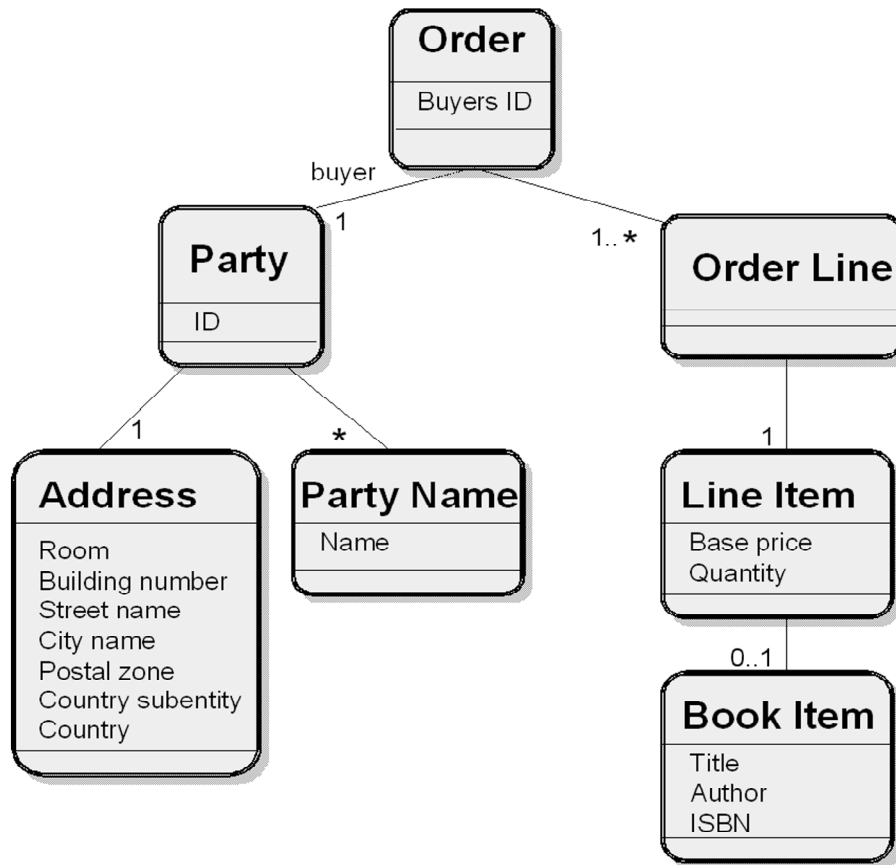 Order
Buyers ID
buyer
1
1..*
Party
ID
Order Line
1
*
1
Address
Room
Building number
Street name
City name
Postal zone
Country subentity
Country
Party Name
Name
Line Item
Base price
Quantity
0..1
Book Item
Title
Author
ISBN